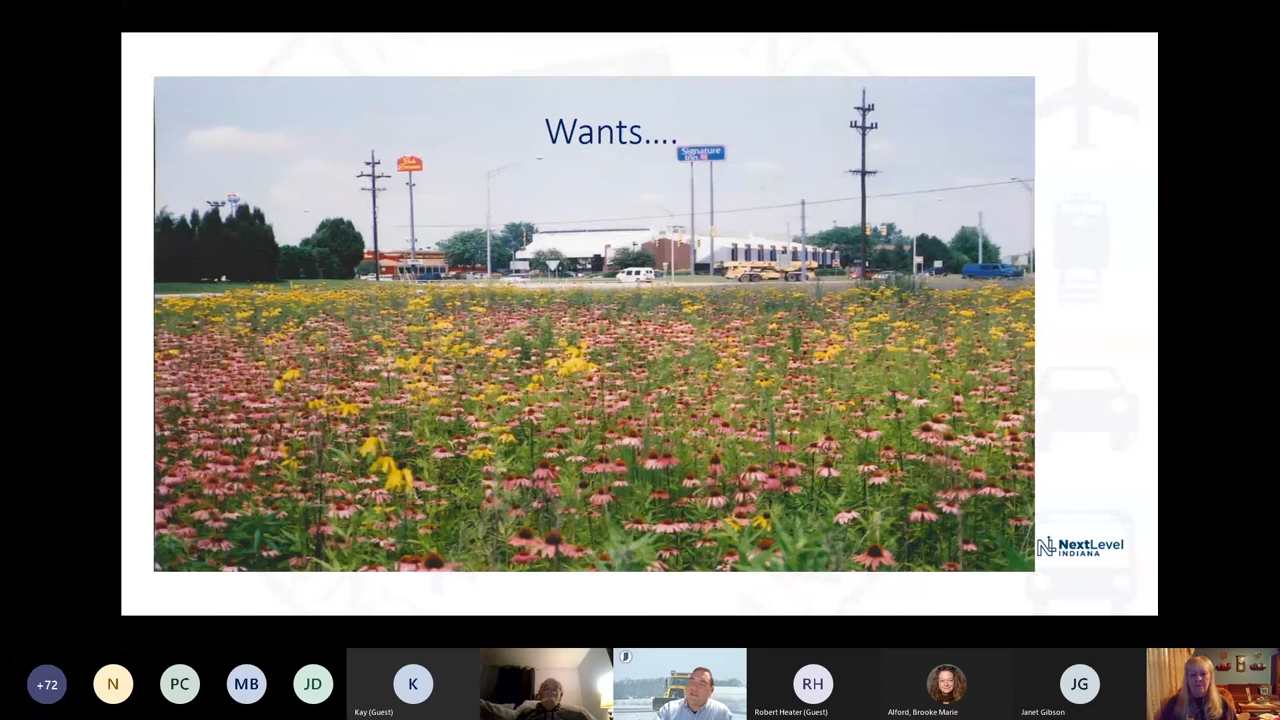 Wants....
Signature
Inn
NextLevel
INDIANA
+72
N
PC
MB
JD
K
RH
JG
Kay (Guest)
Robert Heater (Guest)
Alford, Brooke Marie
Janet Gibson